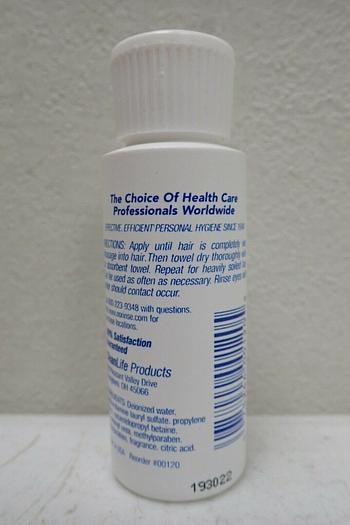 The Choice Of Health Care
Professionals Worldwide
EFFECTIVE, EFFICIENT PERSONAL HYGIENE SINCE
Apply until hair is completely
into hair. Then towel dry thoroughly
absorbent towel. Repeat for heavily soiled
be used as often as necessary. Rinse eyes
should contact occur.
223-9348 with questions.
for
locations.
Satisfaction
Life Products
Valley Drive
OH 45066
Deionized water,
lauryl sulfate, propylene
betaine,
methylparaben,
fragrance, citric acid.
USA Reorder #00120
193022